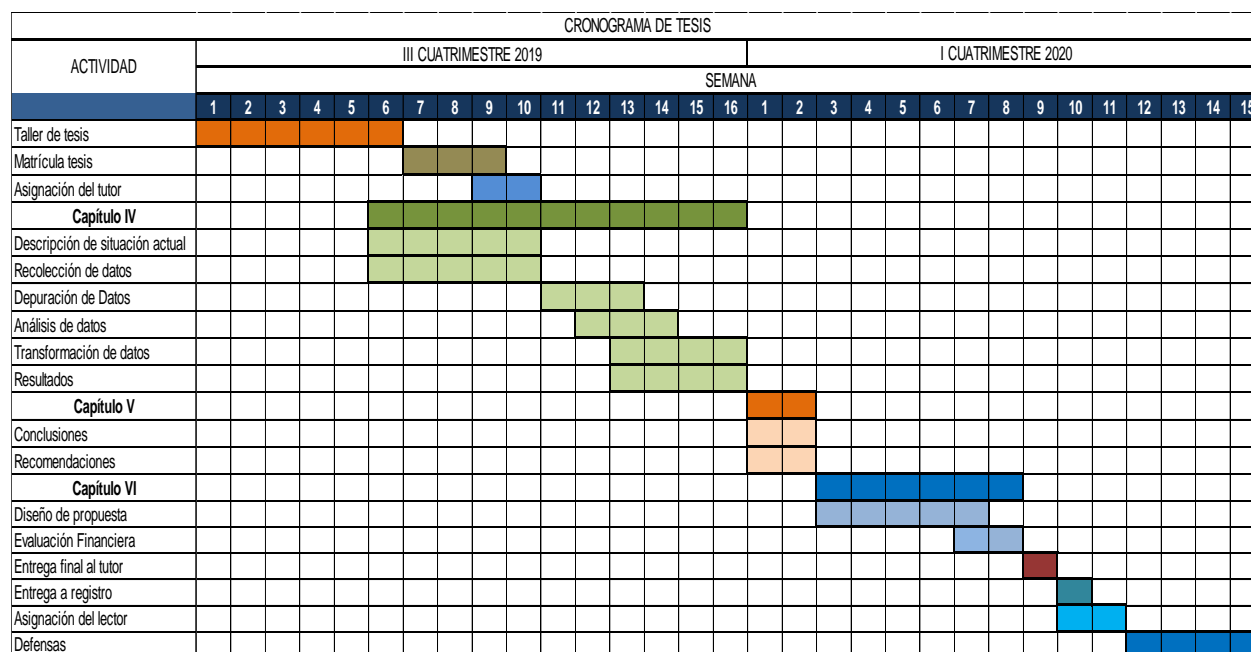 CRONOGRAMA DE TESIS
ACTIVIDAD
III CUATRIMESTRE 2019
I CUATRIMESTRE 2020
SEMANA
1 2 3 4 5 6 7 8 9 10 11 12 13 14 15 16 1 2 3 4 5 6 7 8 9 10 11 12 13 14 15
Taller de tesis
Matrícula tesis
Asignación del tutor
Capítulo IV
Descripción de situación actual
Recolección de datos
Depuración de Datos
Análisis de datos
Transformación de datos
Resultados
Capítulo V
Conclusiones
Recomendaciones
Capítulo VI
Diseño de propuesta
Evaluación Financiera
Entrega final al tutor
Entrega a registro
Asignación del lector
Defensas